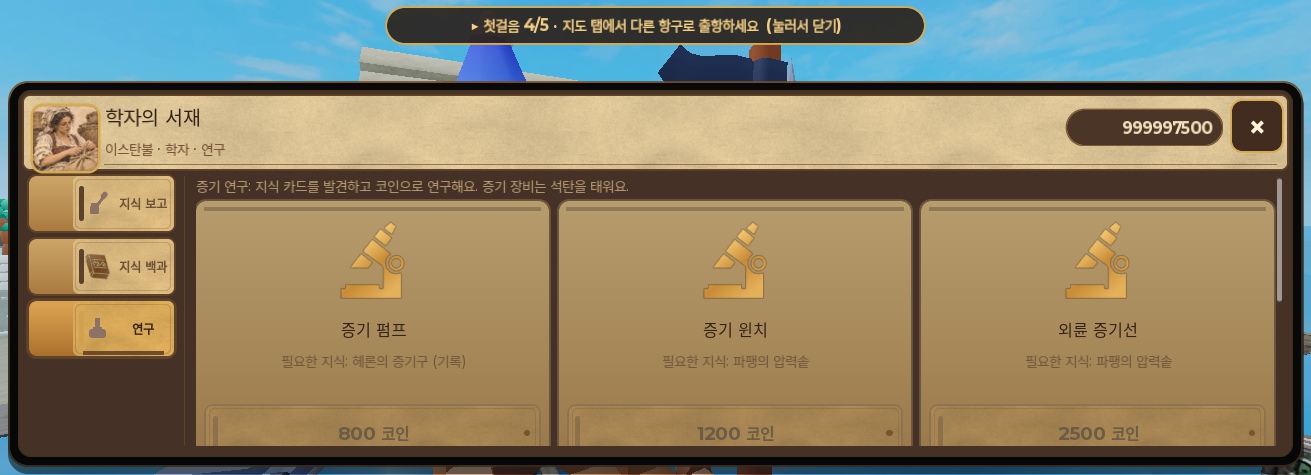 ▸ 첫걸음 4/5 · 지도 탭에서 다른 항구로 출항하세요 (눌러서 닫기)
학자의 서재
이스탄불 · 학자 · 연구
999997500
×
지식 보고
지식 백과
연구
증기 연구: 지식 카드를 발견하고 코인으로 연구해요. 증기 장비는 석탄을 태워요.
증기 펌프
필요한 지식: 헤론의 증기구 (기록)
800 코인
증기 윈치
필요한 지식: 파팽의 압력솥
1200 코인
외륜 증기선
필요한 지식: 파팽의 압력솥
2500 코인